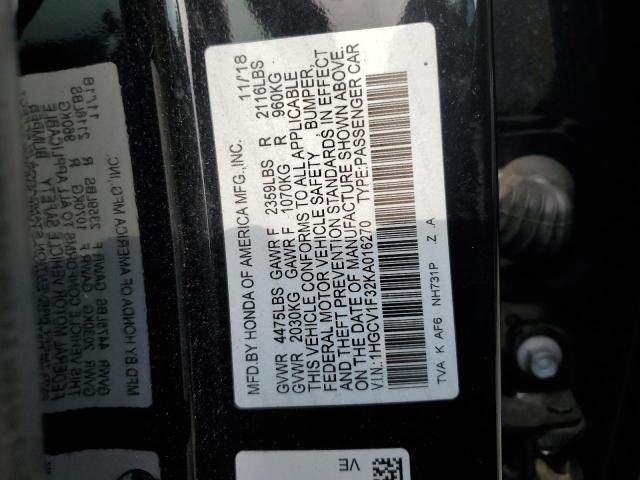 MFD. BY HONDA OF AMERICA MFG., INC. 11/18
GVWR 4475LBS GAWR F 2359LBS R 2116LBS
GVWR 2030KG GAWR F 1070KG R 960KG
THIS VEHICLE CONFORMS TO ALL APPLICABLE
FEDERAL MOTOR VEHICLE SAFETY, BUMPER,
AND THEFT PREVENTION STANDARDS IN EFFECT
ON THE DATE OF MANUFACTURE SHOWN ABOVE.
V.I.N.: 1HGCV1F32KA016270 TYPE: PASSENGER CAR
TVA K AF6 NH731P Z A
VE